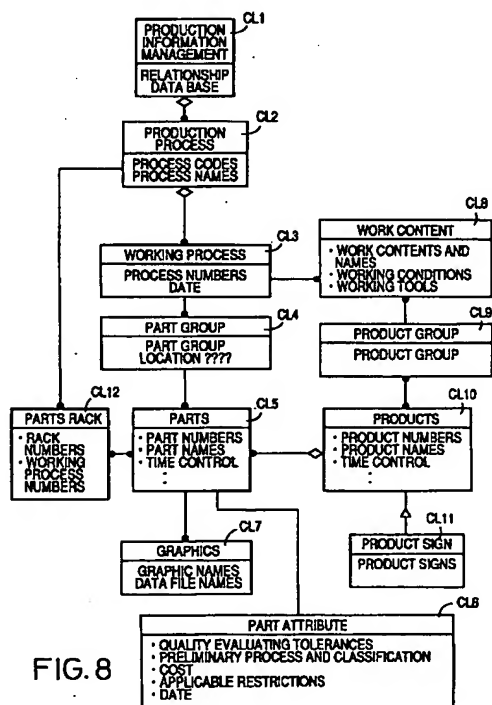 CL1
PRODUCTION
INFORMATION
MANAGEMENT
RELATIONSHIP
DATA BASE
CL2
PRODUCTION
PROCESS
PROCESS CODES
PROCESS NAMES
CL3
WORKING PROCESS
PROCESS NUMBERS
DATE
CL8
WORK CONTENT
· WORK CONTENTS AND
NAMES
· WORKING CONDITIONS
· WORKING TOOLS
CL4
PART GROUP
PART GROUP
LOCATION ????
CL9
PRODUCT GROUP
PRODUCT GROUP
CL12
PARTS RACK
· RACK
NUMBERS
· WORKING
PROCESS
NUMBERS
CL5
PARTS
· PART NUMBERS
· PART NAMES
· TIME CONTROL
:
CL10
PRODUCTS
· PRODUCT NUMBERS
· PRODUCT NAMES
· TIME CONTROL
:
CL7
GRAPHICS
GRAPHIC NAMES
DATA FILE NAMES
CL11
PRODUCT SIGN
PRODUCT SIGNS
CL6
PART ATTRIBUTE
· QUALITY EVALUATING TOLERANCES
· PRELIMINARY PROCESS AND CLASSIFICATION
· COST
· APPLICABLE RESTRICTIONS
· DATE
FIG. 8